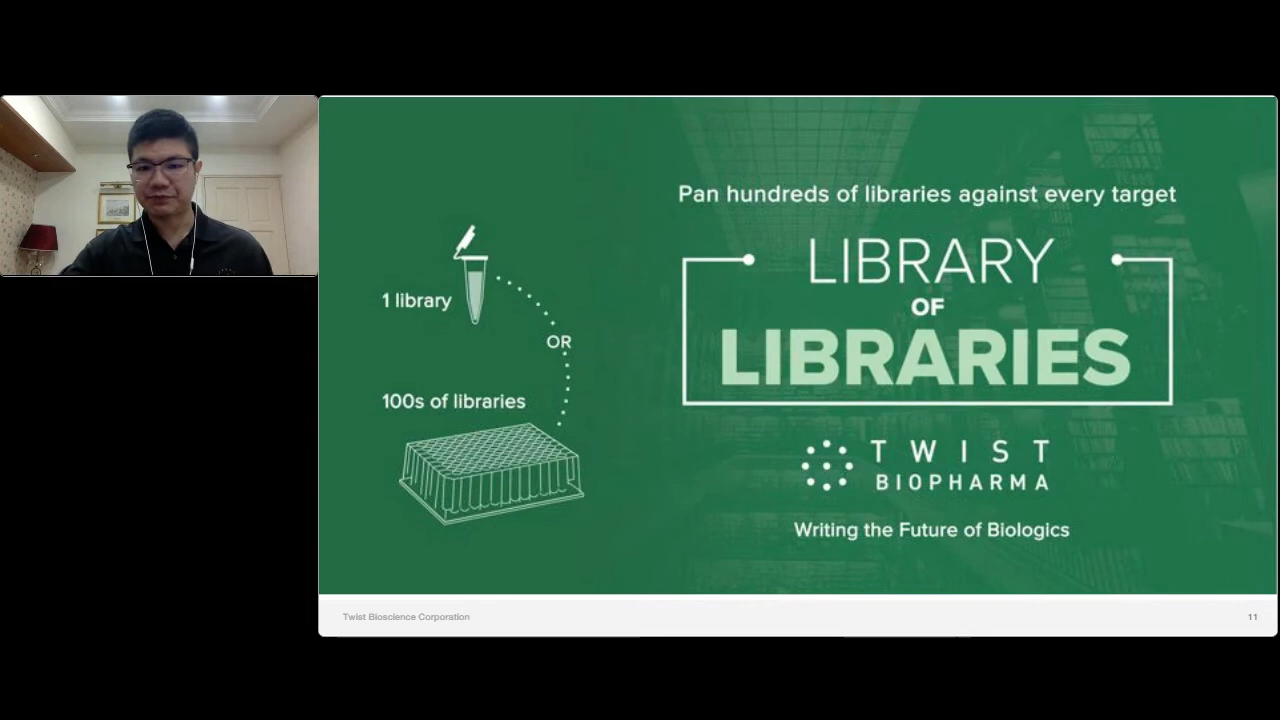 1 library
OR
100s of libraries
Pan hundreds of libraries against every target
LIBRARY
OF
LIBRARIES
TWIST
BIOPHARMA
Writing the Future of Biologics
Twist Bioscience Corporation
11